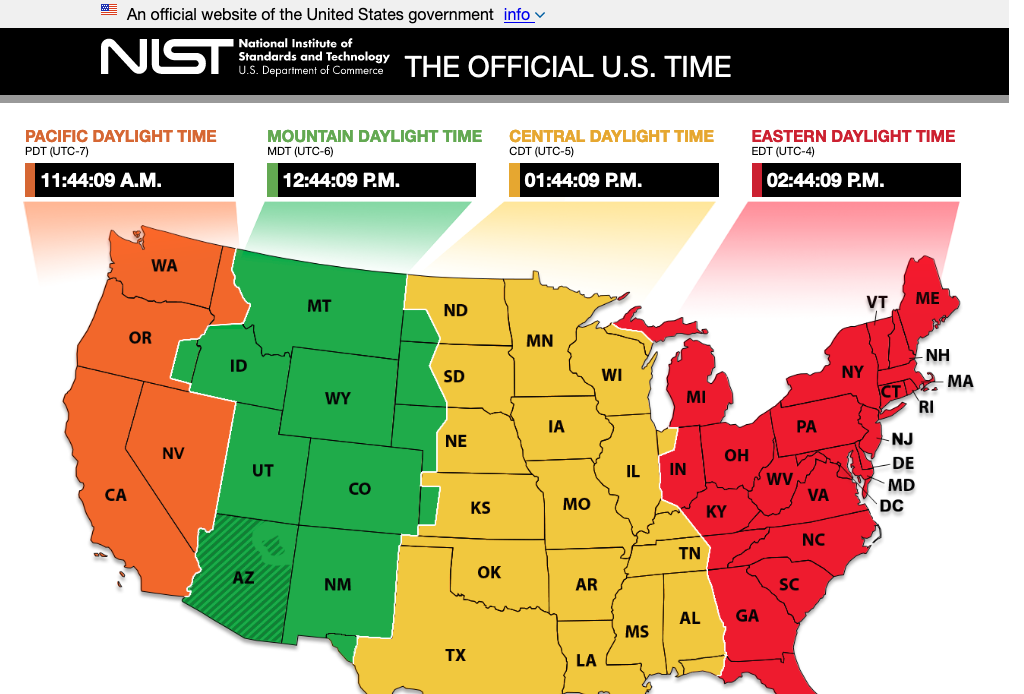 An official website of the United States government info
NIST National Institute of
Standards and Technology
U.S. Department of Commerce
THE OFFICIAL U.S. TIME
PACIFIC DAYLIGHT TIME
PDT (UTC-7)
11:44:09 A.M.
MOUNTAIN DAYLIGHT TIME
MDT (UTC-6)
12:44:09 P.M.
CENTRAL DAYLIGHT TIME
CDT (UTC-5)
01:44:09 P.M.
EASTERN DAYLIGHT TIME
EDT (UTC-4)
02:44:09 P.M.
WA
MT
ND
MN
VT
ME
OR
ID
SD
WI
NY
NH
MA
WY
MI
CT
RI
NE
IA
PA
NV
UT
CO
IL
IN
OH
NJ
DE
MD
DC
CA
KS
MO
WV
VA
KY
NC
AZ
NM
OK
AR
TN
SC
TX
LA
MS
AL
GA